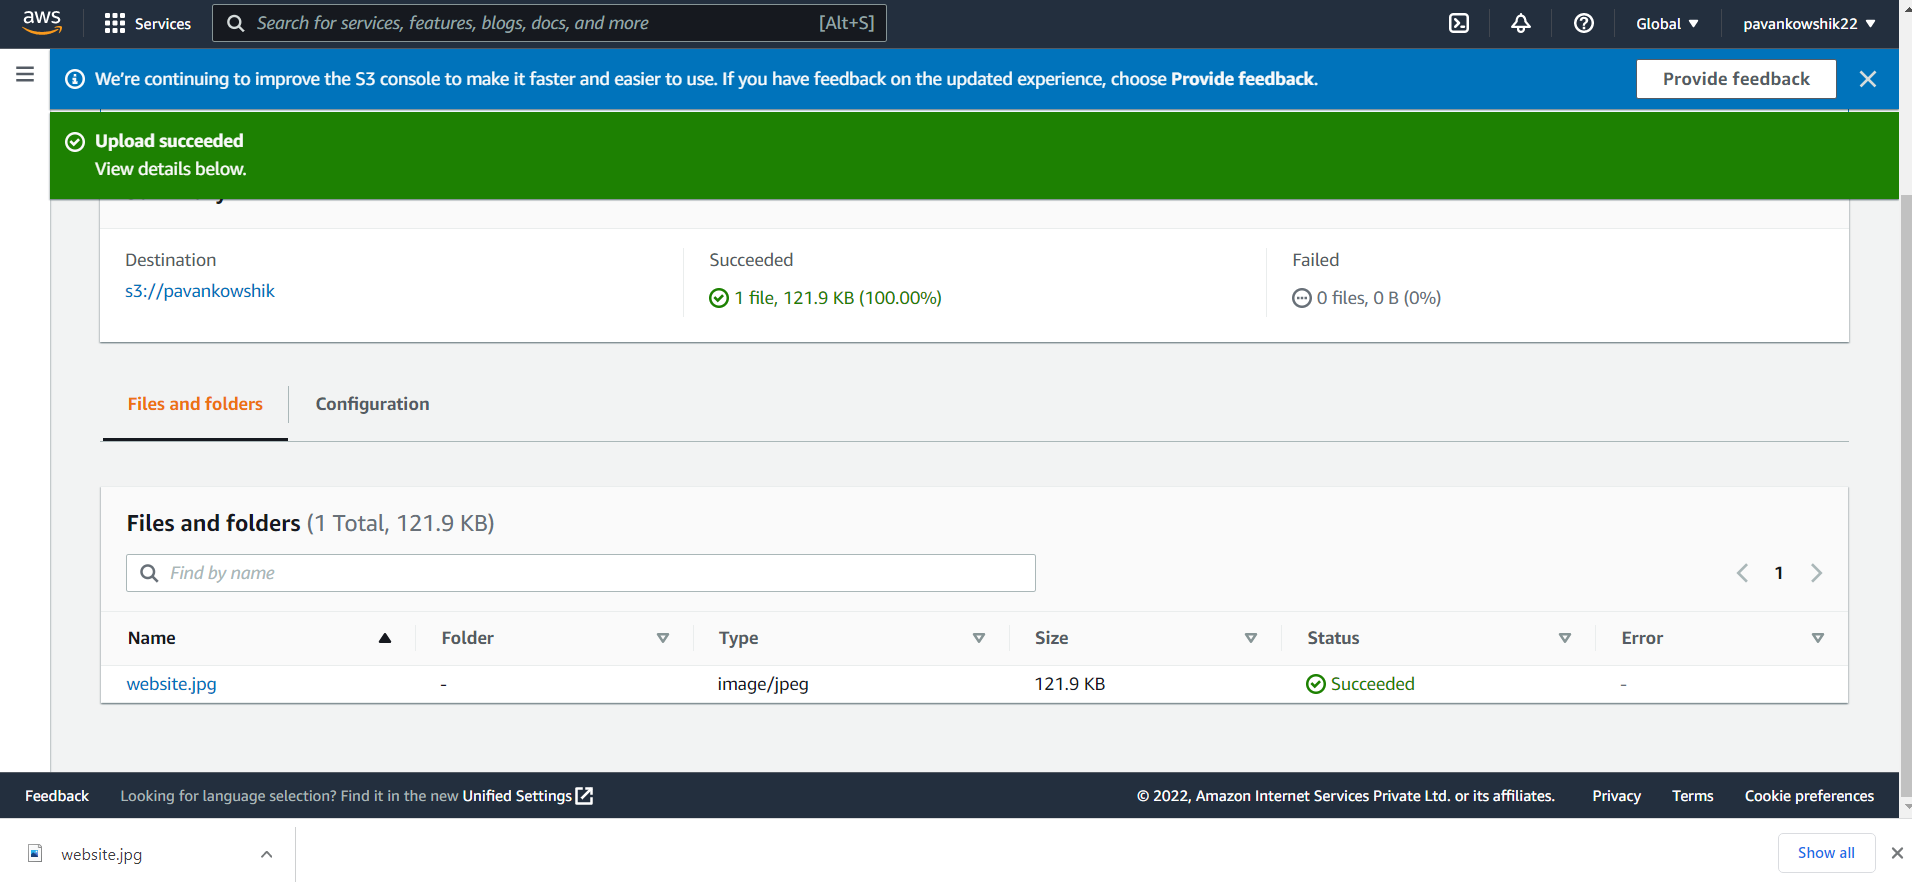 aws Services Search for services, features, blogs, docs, and more [Alt+S] Global pavankowshik22
We're continuing to improve the S3 console to make it faster and easier to use. If you have feedback on the updated experience, choose Provide feedback. Provide feedback
Upload succeeded
View details below.
Destination Succeeded Failed
s3://pavankowshik 1 file, 121.9 KB (100.00%) 0 files, 0 B (0%)
Files and folders Configuration
Files and folders (1 Total, 121.9 KB)
Find by name 1
Name Folder Type Size Status Error
website.jpg - image/jpeg 121.9 KB Succeeded -
Feedback Looking for language selection? Find it in the new Unified Settings © 2022, Amazon Internet Services Private Ltd. or its affiliates. Privacy Terms Cookie preferences
website.jpg Show all